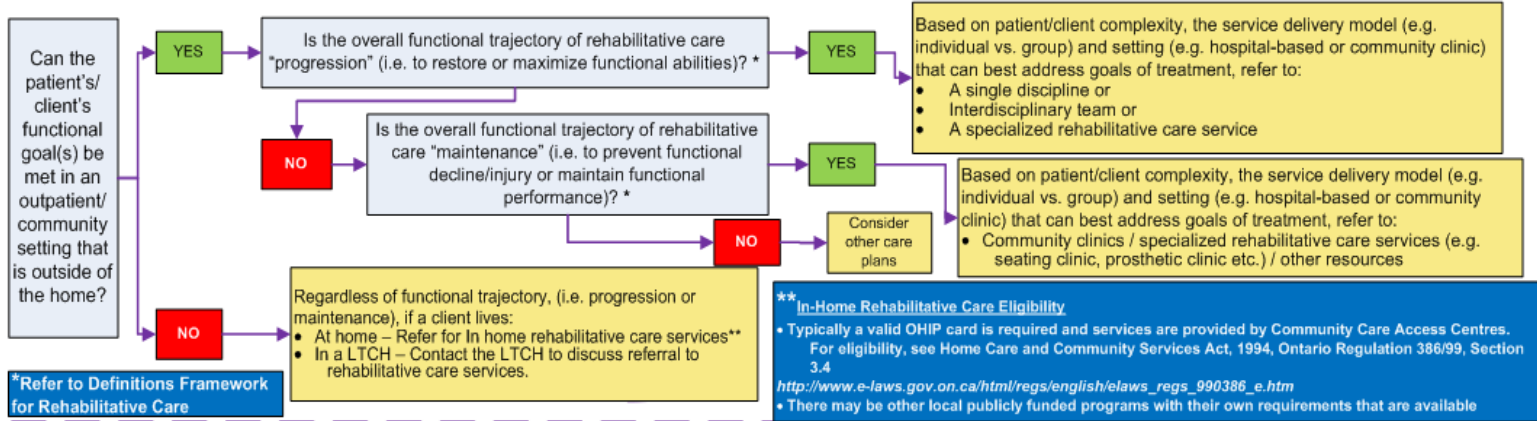 Can the
patient's/
client's
functional
goal(s) be
met in an
outpatient/
community
setting that
is outside of
the home?
YES
Is the overall functional trajectory of rehabilitative care
"progression" (i.e. to restore or maximize functional abilities)? *
YES
Based on patient/client complexity, the service delivery model (e.g.
individual vs. group) and setting (e.g. hospital-based or community clinic)
that can best address goals of treatment, refer to:
• A single discipline or
• Interdisciplinary team or
• A specialized rehabilitative care service
NO
Is the overall functional trajectory of rehabilitative
care "maintenance" (i.e. to prevent functional
decline/injury or maintain functional
performance)? *
YES
Based on patient/client complexity, the service delivery model (e.g.
individual vs. group) and setting (e.g. hospital-based or community
clinic) that can best address goals of treatment, refer to:
• Community clinics / specialized rehabilitative care services (e.g.
seating clinic, prosthetic clinic etc.) / other resources
NO
Consider
other care
plans
NO
Regardless of functional trajectory, (i.e. progression or
maintenance), if a client lives:
• At home – Refer for In home rehabilitative care services**
• In a LTCH – Contact the LTCH to discuss referral to
rehabilitative care services.
**In-Home Rehabilitative Care Eligibility
• Typically a valid OHIP card is required and services are provided by Community Care Access Centres.
For eligibility, see Home Care and Community Services Act, 1994, Ontario Regulation 386/99, Section
3.4
http://www.e-laws.gov.on.ca/html/regs/english/elaws_regs_990386_e.htm
• There may be other local publicly funded programs with their own requirements that are available
*Refer to Definitions Framework
for Rehabilitative Care